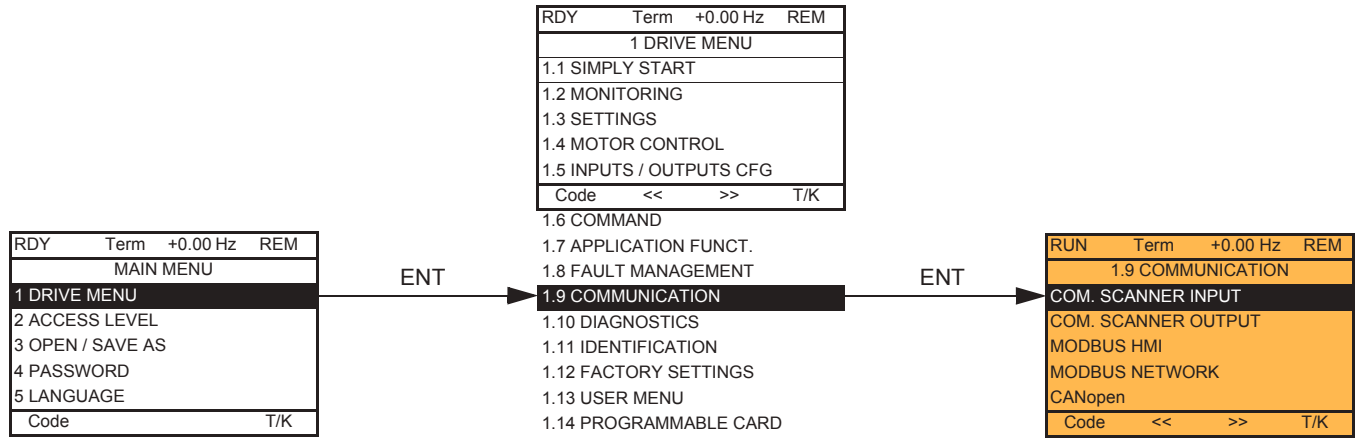 RDY Term +0.00 Hz REM
1 DRIVE MENU
1.1 SIMPLY START
1.2 MONITORING
1.3 SETTINGS
1.4 MOTOR CONTROL
1.5 INPUTS / OUTPUTS CFG
Code << >> T/K
1.6 COMMAND
1.7 APPLICATION FUNCT.
1.8 FAULT MANAGEMENT
1.9 COMMUNICATION
1.10 DIAGNOSTICS
1.11 IDENTIFICATION
1.12 FACTORY SETTINGS
1.13 USER MENU
1.14 PROGRAMMABLE CARD
RDY Term +0.00 Hz REM
MAIN MENU
1 DRIVE MENU
2 ACCESS LEVEL
3 OPEN / SAVE AS
4 PASSWORD
5 LANGUAGE
Code T/K
ENT
ENT
RUN Term +0.00 Hz REM
1.9 COMMUNICATION
COM. SCANNER INPUT
COM. SCANNER OUTPUT
MODBUS HMI
MODBUS NETWORK
CANopen
Code << >> T/K